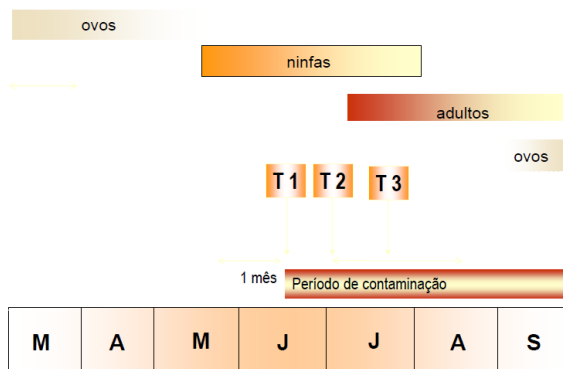 ovos
ninfas
adultos
ovos
T 1 T 2 T 3
1 mês Período de contaminação
M A M J J A S